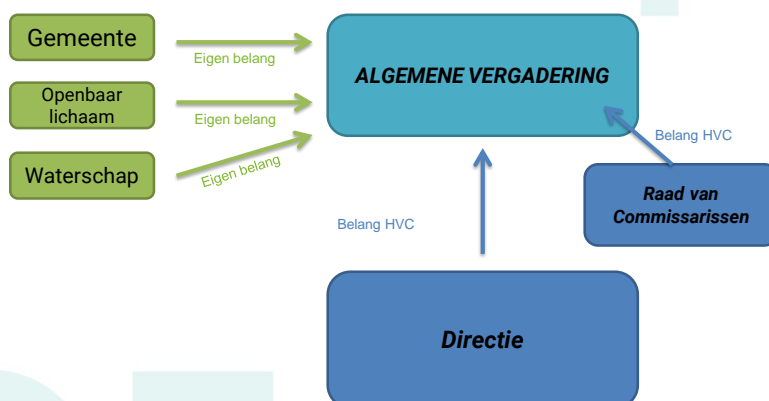 Gemeente
Eigen belang
ALGEMENE VERGADERING
Openbaar
lichaam
Eigen belang
Belang HVC
Waterschap
Eigen belang
Raad van
Commissarissen
Belang HVC
Directie